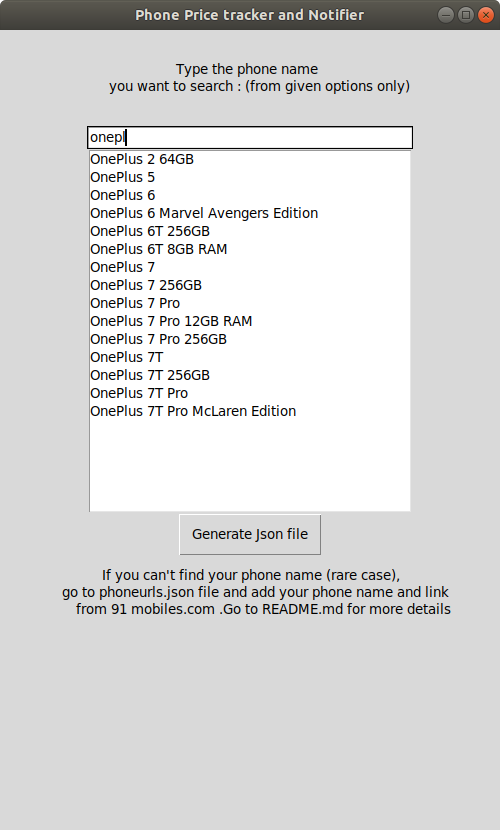 Phone Price tracker and Notifier
Type the phone name
you want to search : (from given options only)
onepl
OnePlus 2 64GB
OnePlus 5
OnePlus 6
OnePlus 6 Marvel Avengers Edition
OnePlus 6T 256GB
OnePlus 6T 8GB RAM
OnePlus 7
OnePlus 7 256GB
OnePlus 7 Pro
OnePlus 7 Pro 12GB RAM
OnePlus 7 Pro 256GB
OnePlus 7T
OnePlus 7T 256GB
OnePlus 7T Pro
OnePlus 7T Pro McLaren Edition
Generate Json file
If you can't find your phone name (rare case),
go to phoneurls.json file and add your phone name and link
from 91 mobiles.com .Go to README.md for more details